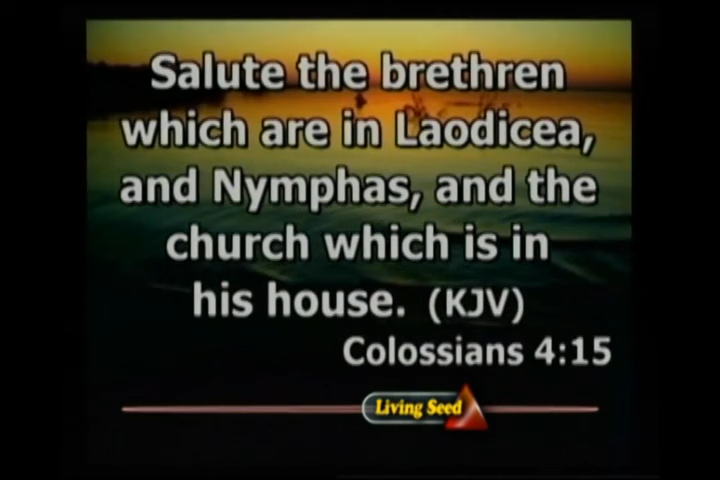 Salute the brethren
which are in Laodicea,
and Nymphas, and the
church which is in
his house. (KJV)
Colossians 4:15
Living Seed